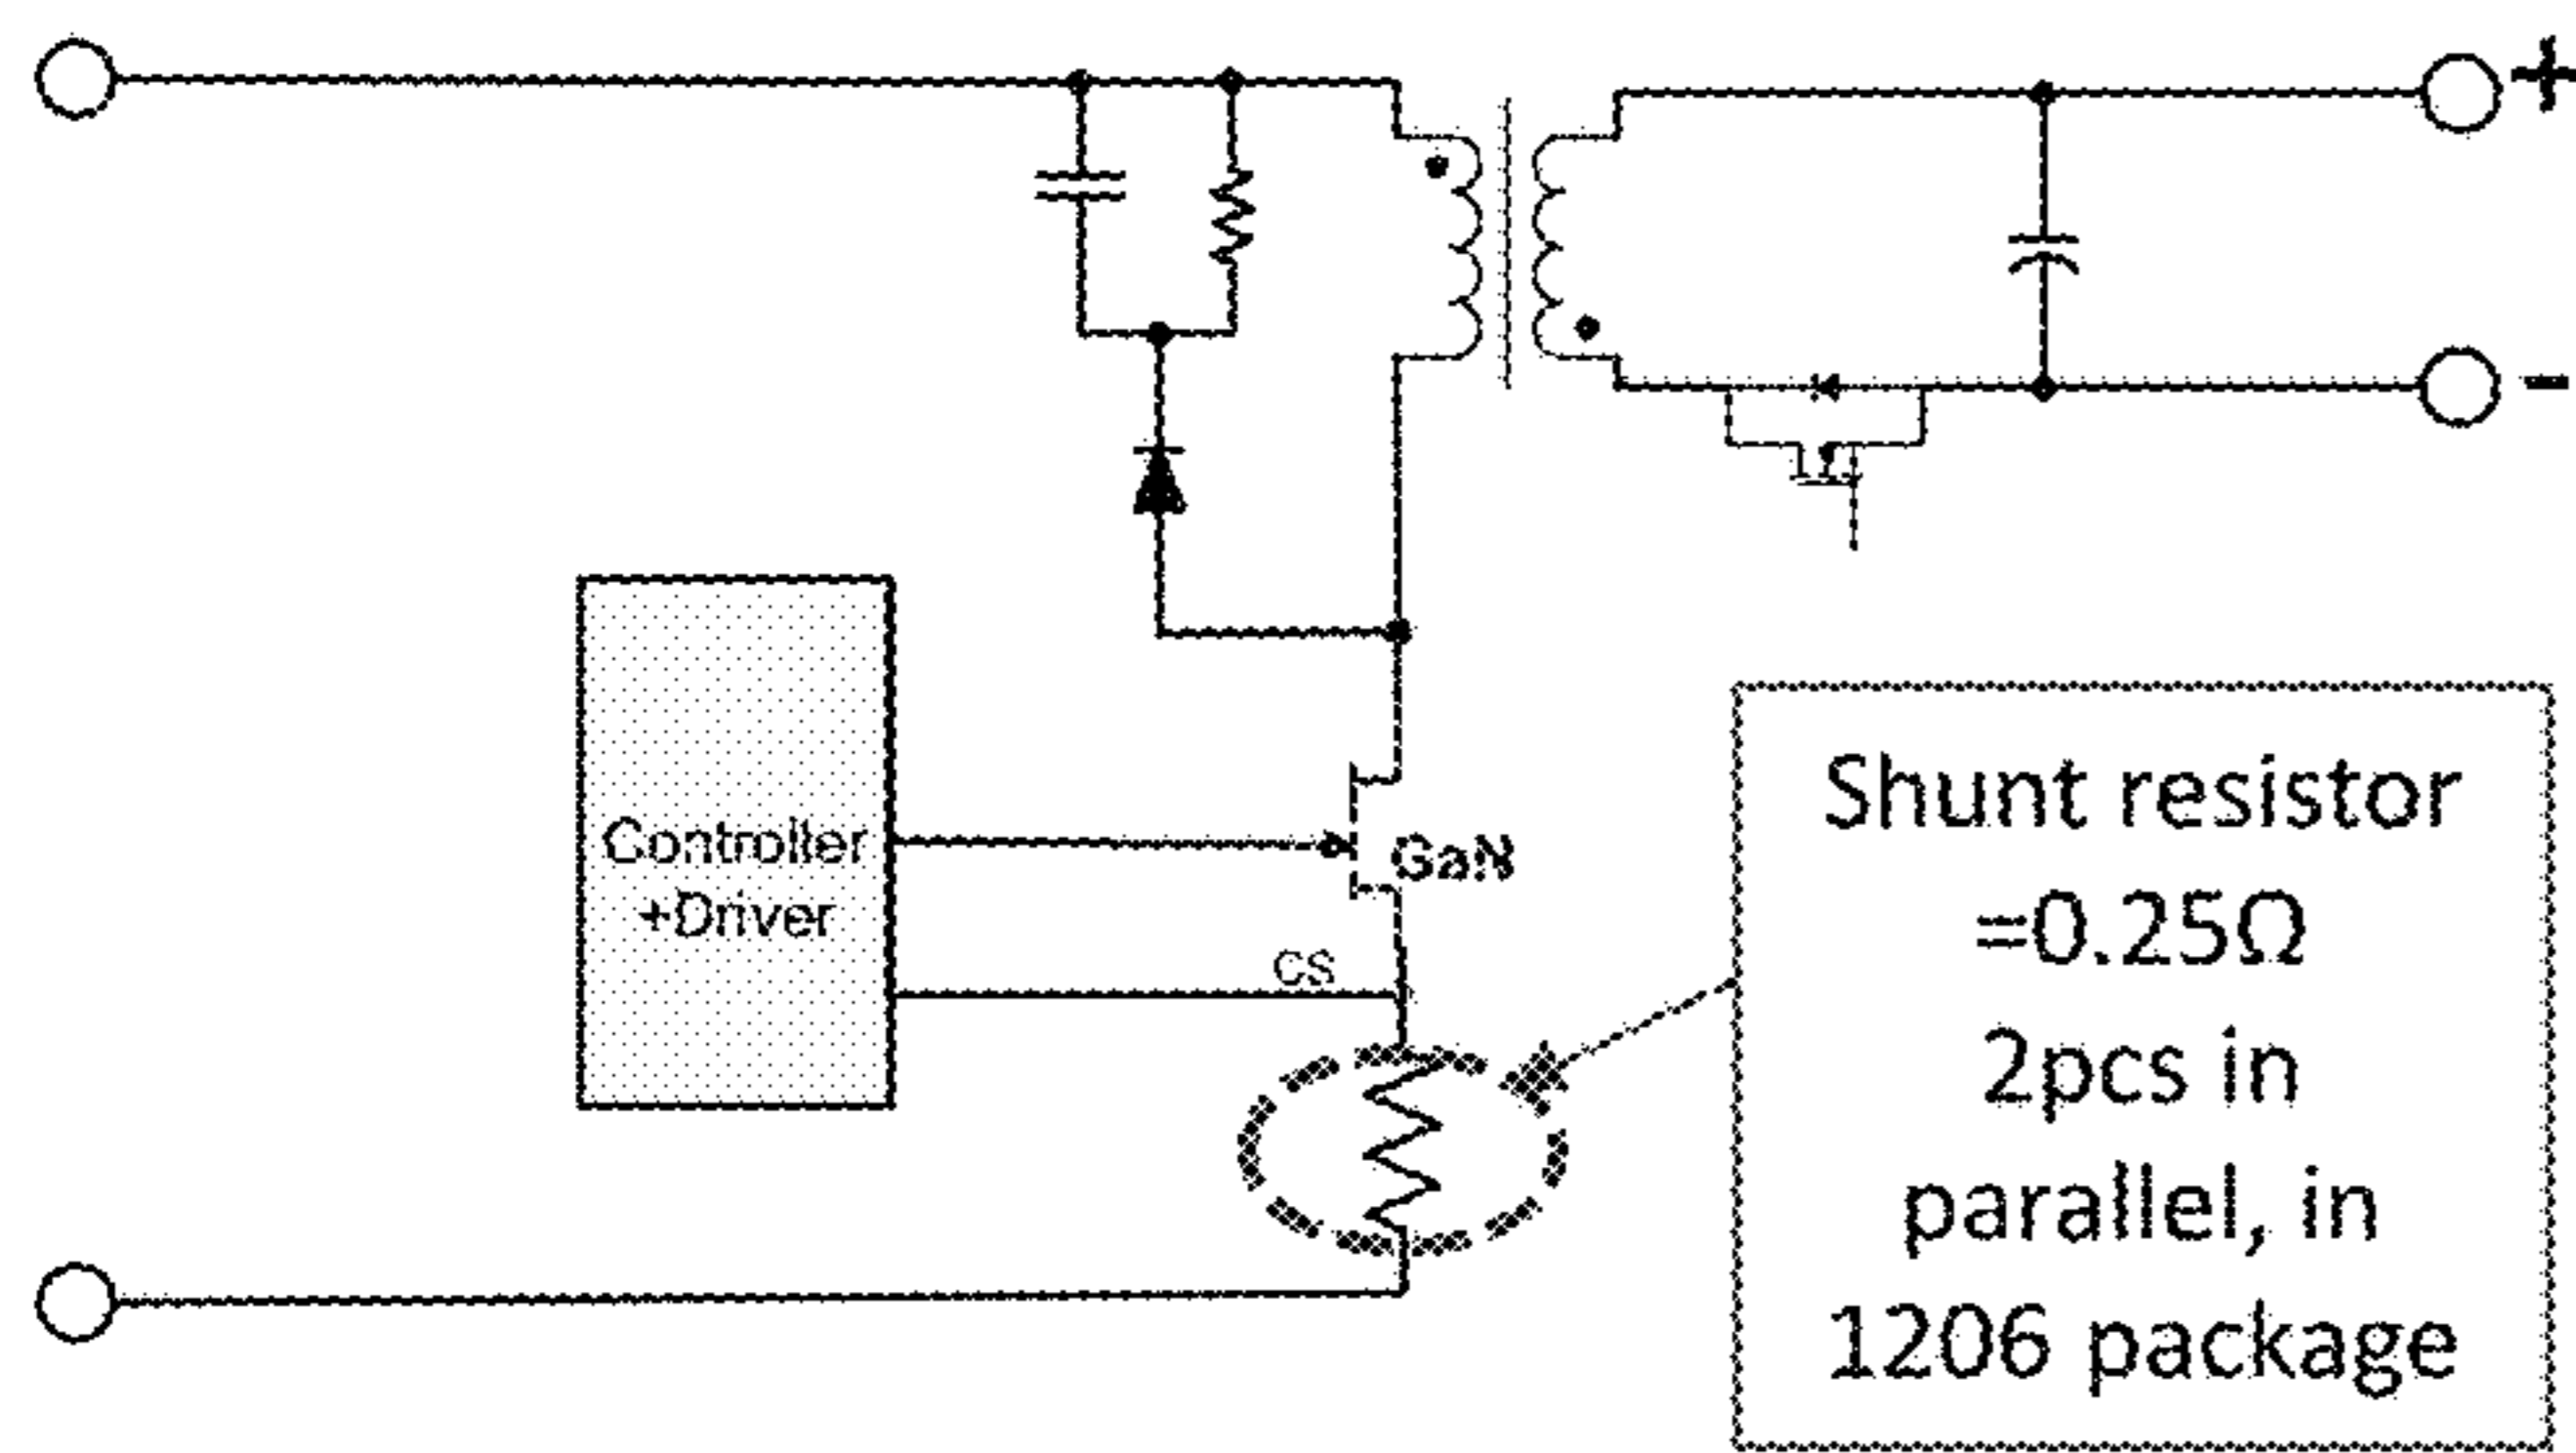 +
-
Controller
+Driver
GaN
CS
Shunt resistor
=0.25Ω
2pcs in
parallel, in
1206 package